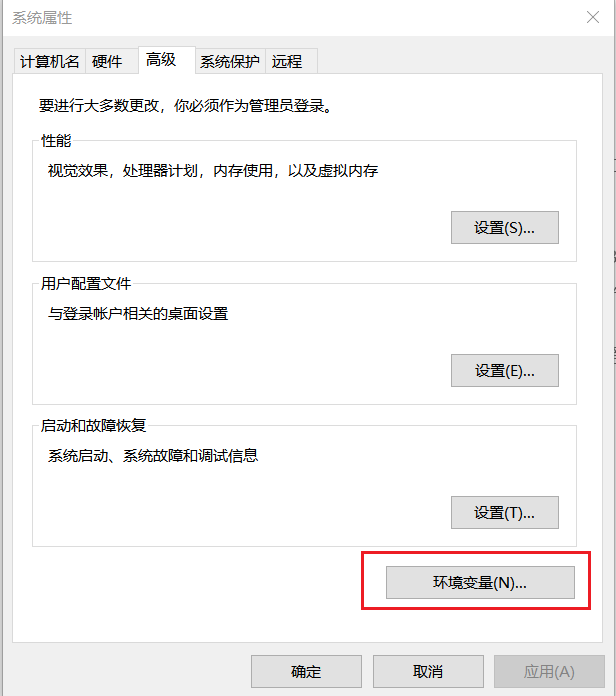 系统属性
计算机名 硬件 高级 系统保护 远程
要进行大多数更改，你必须作为管理员登录。
性能
视觉效果，处理器计划，内存使用，以及虚拟内存
设置(S)...
用户配置文件
与登录帐户相关的桌面设置
设置(E)...
启动和故障恢复
系统启动、系统故障和调试信息
设置(T)...
环境变量(N)...
确定 取消 应用(A)